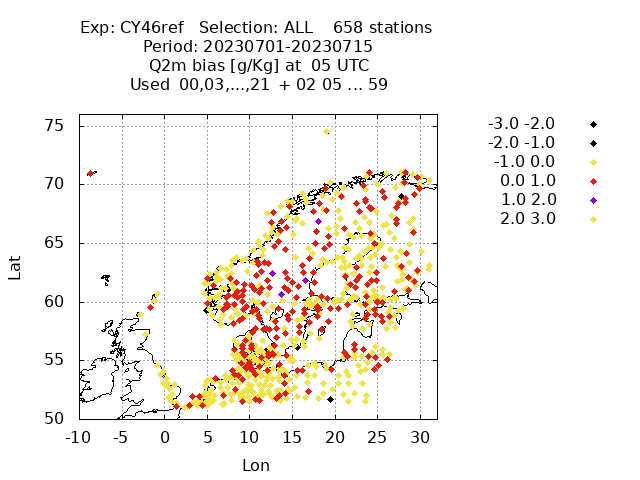 Exp: CY46ref   Selection: ALL    658 stations
Period: 20230701-20230715
Q2m bias [g/Kg] at  05 UTC
Used  00,03,...,21  + 02 05 ... 59
-3.0 -2.0
-2.0 -1.0
-1.0  0.0
0.0  1.0
1.0  2.0
2.0  3.0
75
70
65
60
55
50
Lat
-10 -5 0 5 10 15 20 25 30
Lon